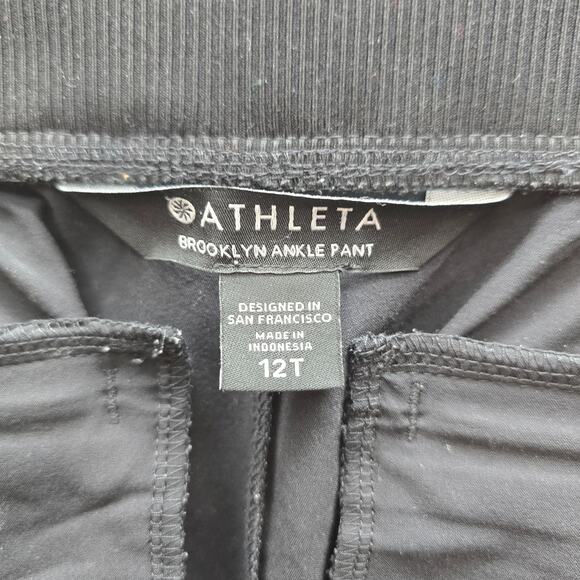 ATHLETA
BROOKLYN ANKLE PANT
DESIGNED IN
SAN FRANCISCO
MADE IN
INDONESIA
12T